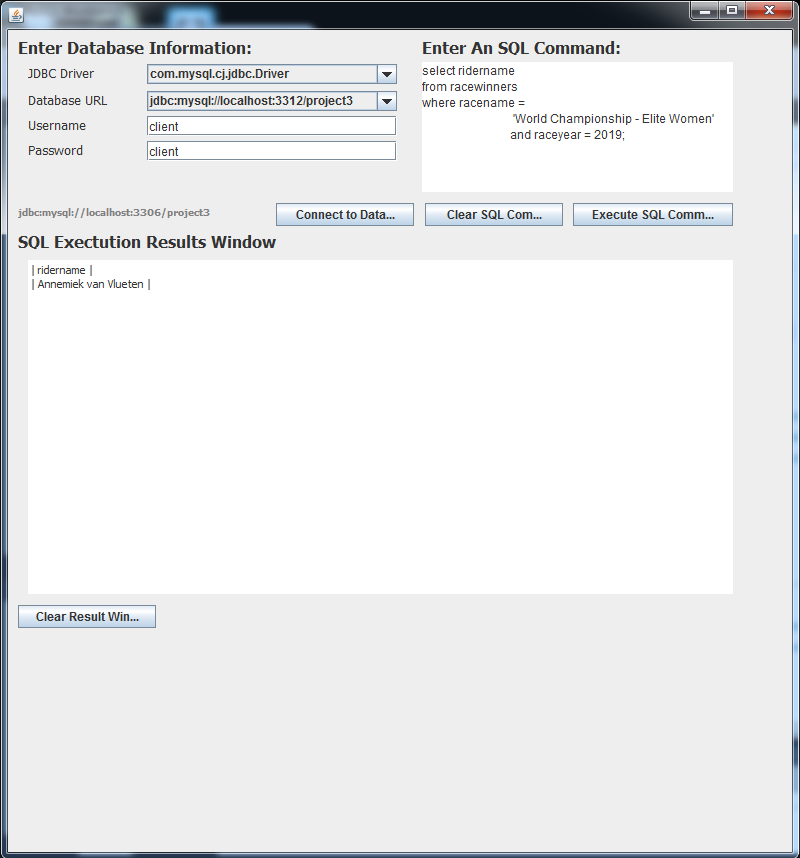 Enter Database Information:
Enter An SQL Command:
JDBC Driver
com.mysql.cj.jdbc.Driver
Database URL
jdbc:mysql://localhost:3312/project3
Username
client
Password
client
select ridername
from racewinners
where racename =
'World Championship - Elite Women'
and raceyear = 2019;
jdbc:mysql://localhost:3306/project3
Connect to Data...
Clear SQL Com...
Execute SQL Comm...
SQL Exectution Results Window
| ridername |
| Annemiek van Vlueten |
Clear Result Win...